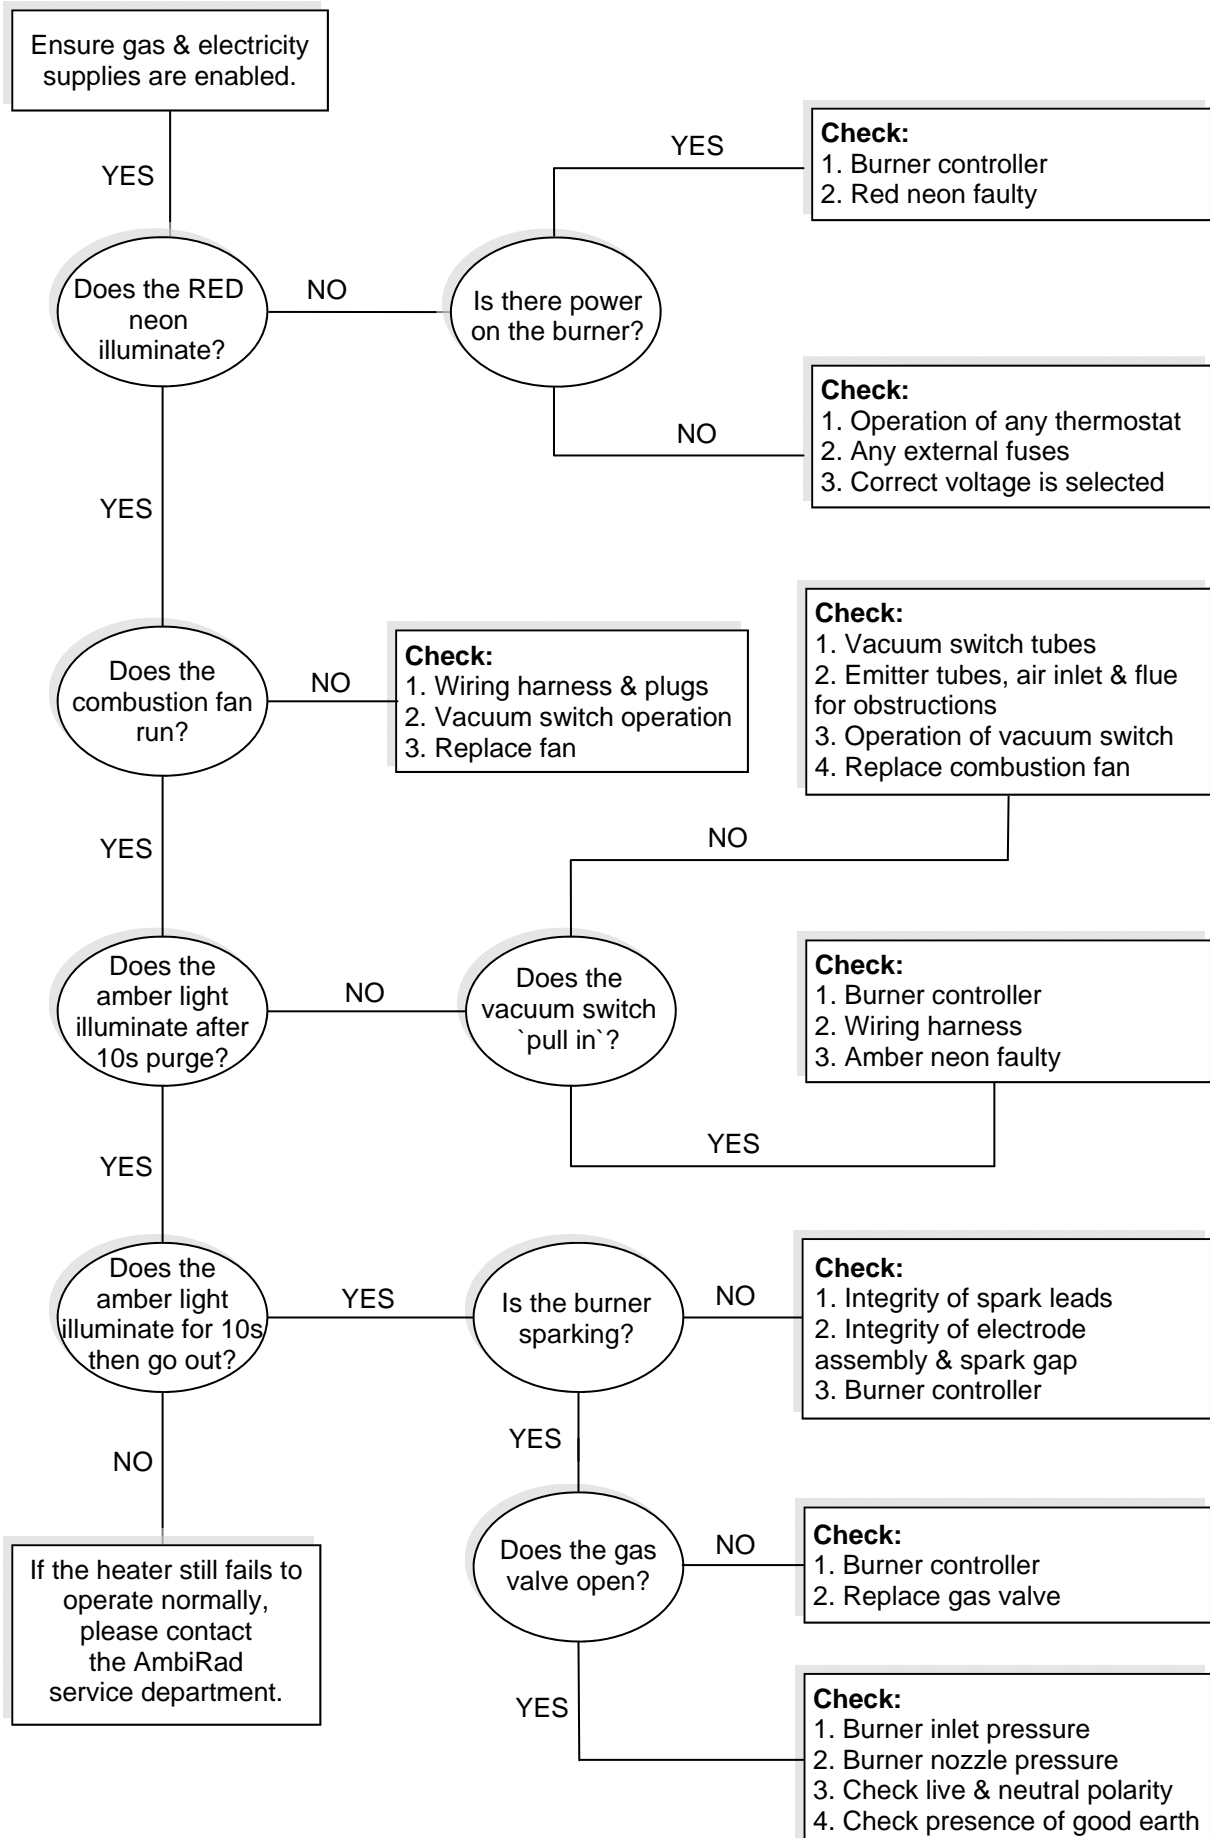 Ensure gas & electricity
supplies are enabled.
YES
Does the RED
neon
illuminate?
NO
Is there power
on the burner?
YES
Check:
1. Burner controller
2. Red neon faulty
NO
Check:
1. Operation of any thermostat
2. Any external fuses
3. Correct voltage is selected
YES
Does the
combustion fan
run?
NO
Check:
1. Wiring harness & plugs
2. Vacuum switch operation
3. Replace fan
YES
Does the
amber light
illuminate after
10s purge?
NO
Does the
vacuum switch
`pull in`?
NO
Check:
1. Vacuum switch tubes
2. Emitter tubes, air inlet & flue
for obstructions
3. Operation of vacuum switch
4. Replace combustion fan
YES
Check:
1. Burner controller
2. Wiring harness
3. Amber neon faulty
YES
Does the
amber light
illuminate for 10s
then go out?
YES
Is the burner
sparking?
NO
Check:
1. Integrity of spark leads
2. Integrity of electrode
assembly & spark gap
3. Burner controller
YES
Does the gas
valve open?
NO
Check:
1. Burner controller
2. Replace gas valve
YES
Check:
1. Burner inlet pressure
2. Burner nozzle pressure
3. Check live & neutral polarity
4. Check presence of good earth
NO
If the heater still fails to
operate normally,
please contact
the AmbiRad
service department.